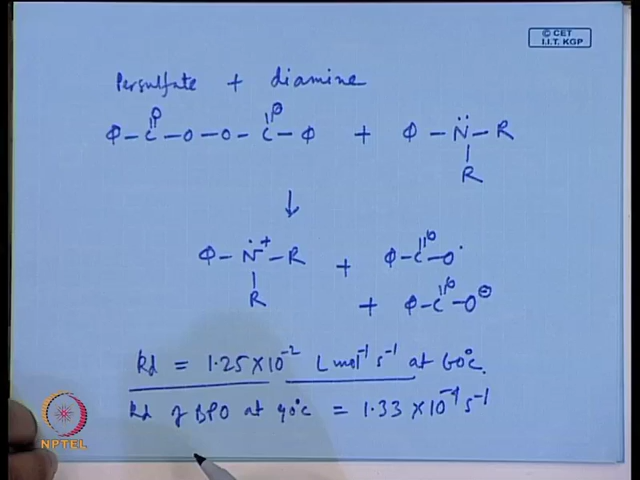 © CET
I.I.T. KGP
Persulfate + diamine
Φ-C(=O)-O-O-C(=O)-Φ + Φ-N̈(-R)-R
↓
Φ-N•+(-R)-R + Φ-C(=O)-O•
+ Φ-C(=O)-O⊖
kd = 1.25×10⁻² L mol⁻¹ s⁻¹ at 60°C.
kd of BPO at 90°C = 1.33×10⁻⁴ s⁻¹
NPTEL